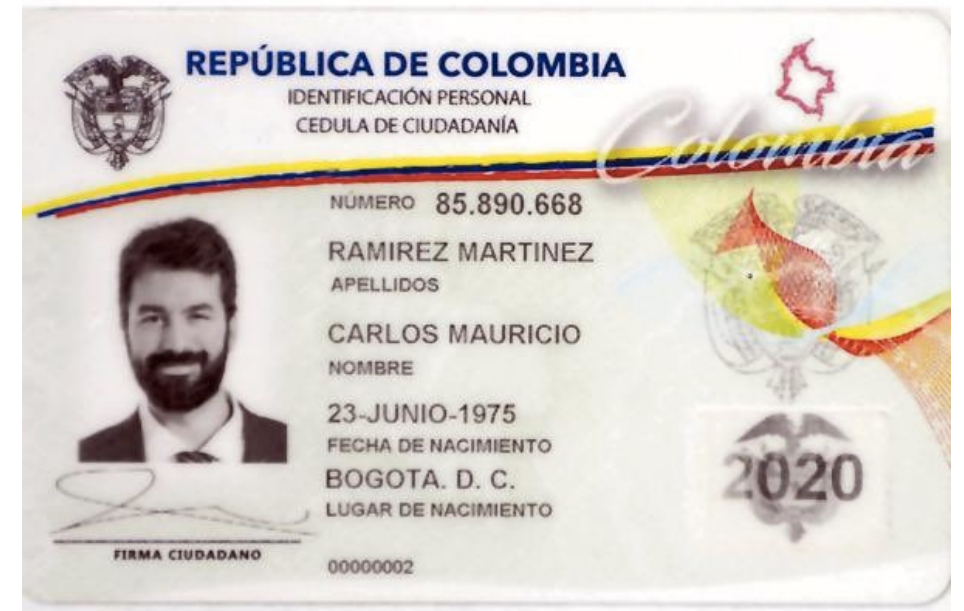 REPÚBLICA DE COLOMBIA
IDENTIFICACIÓN PERSONAL
CEDULA DE CIUDADANÍA
Colombia
NÚMERO 85.890.668
RAMIREZ MARTINEZ
APELLIDOS
CARLOS MAURICIO
NOMBRE
23-JUNIO-1975
FECHA DE NACIMIENTO
BOGOTA. D. C.
LUGAR DE NACIMIENTO
2020
FIRMA CIUDADANO
00000002